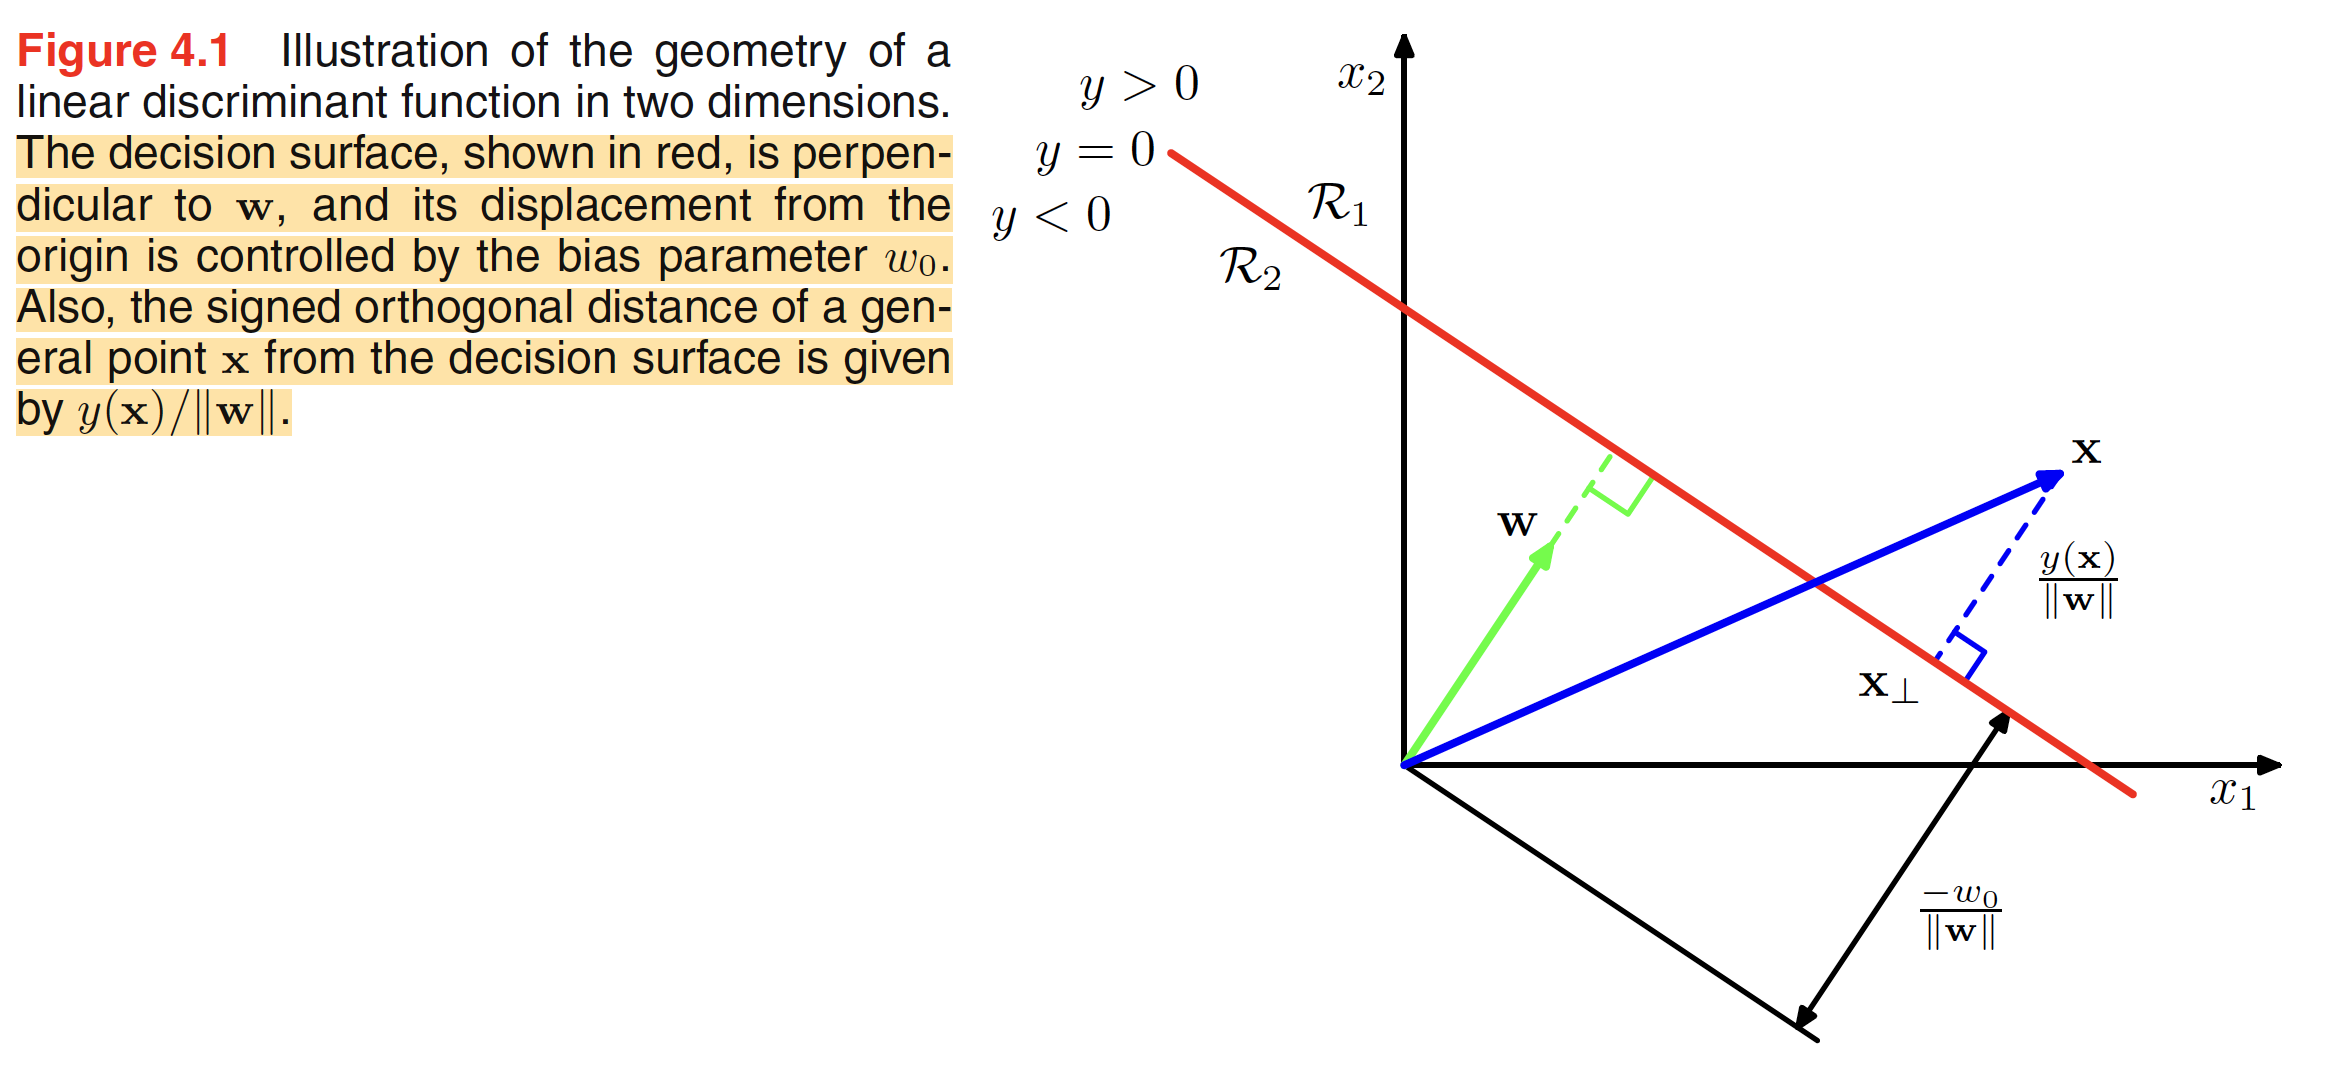 Figure 4.1 Illustration of the geometry of a
linear discriminant function in two dimensions.
The decision surface, shown in red, is perpen-
dicular to w, and its displacement from the
origin is controlled by the bias parameter w₀.
Also, the signed orthogonal distance of a gen-
eral point x from the decision surface is given
by y(x)/‖w‖.
y > 0
y = 0
y < 0
x₂
R₁
R₂
w
x
y(x)
‖w‖
x⊥
x₁
−w₀
‖w‖